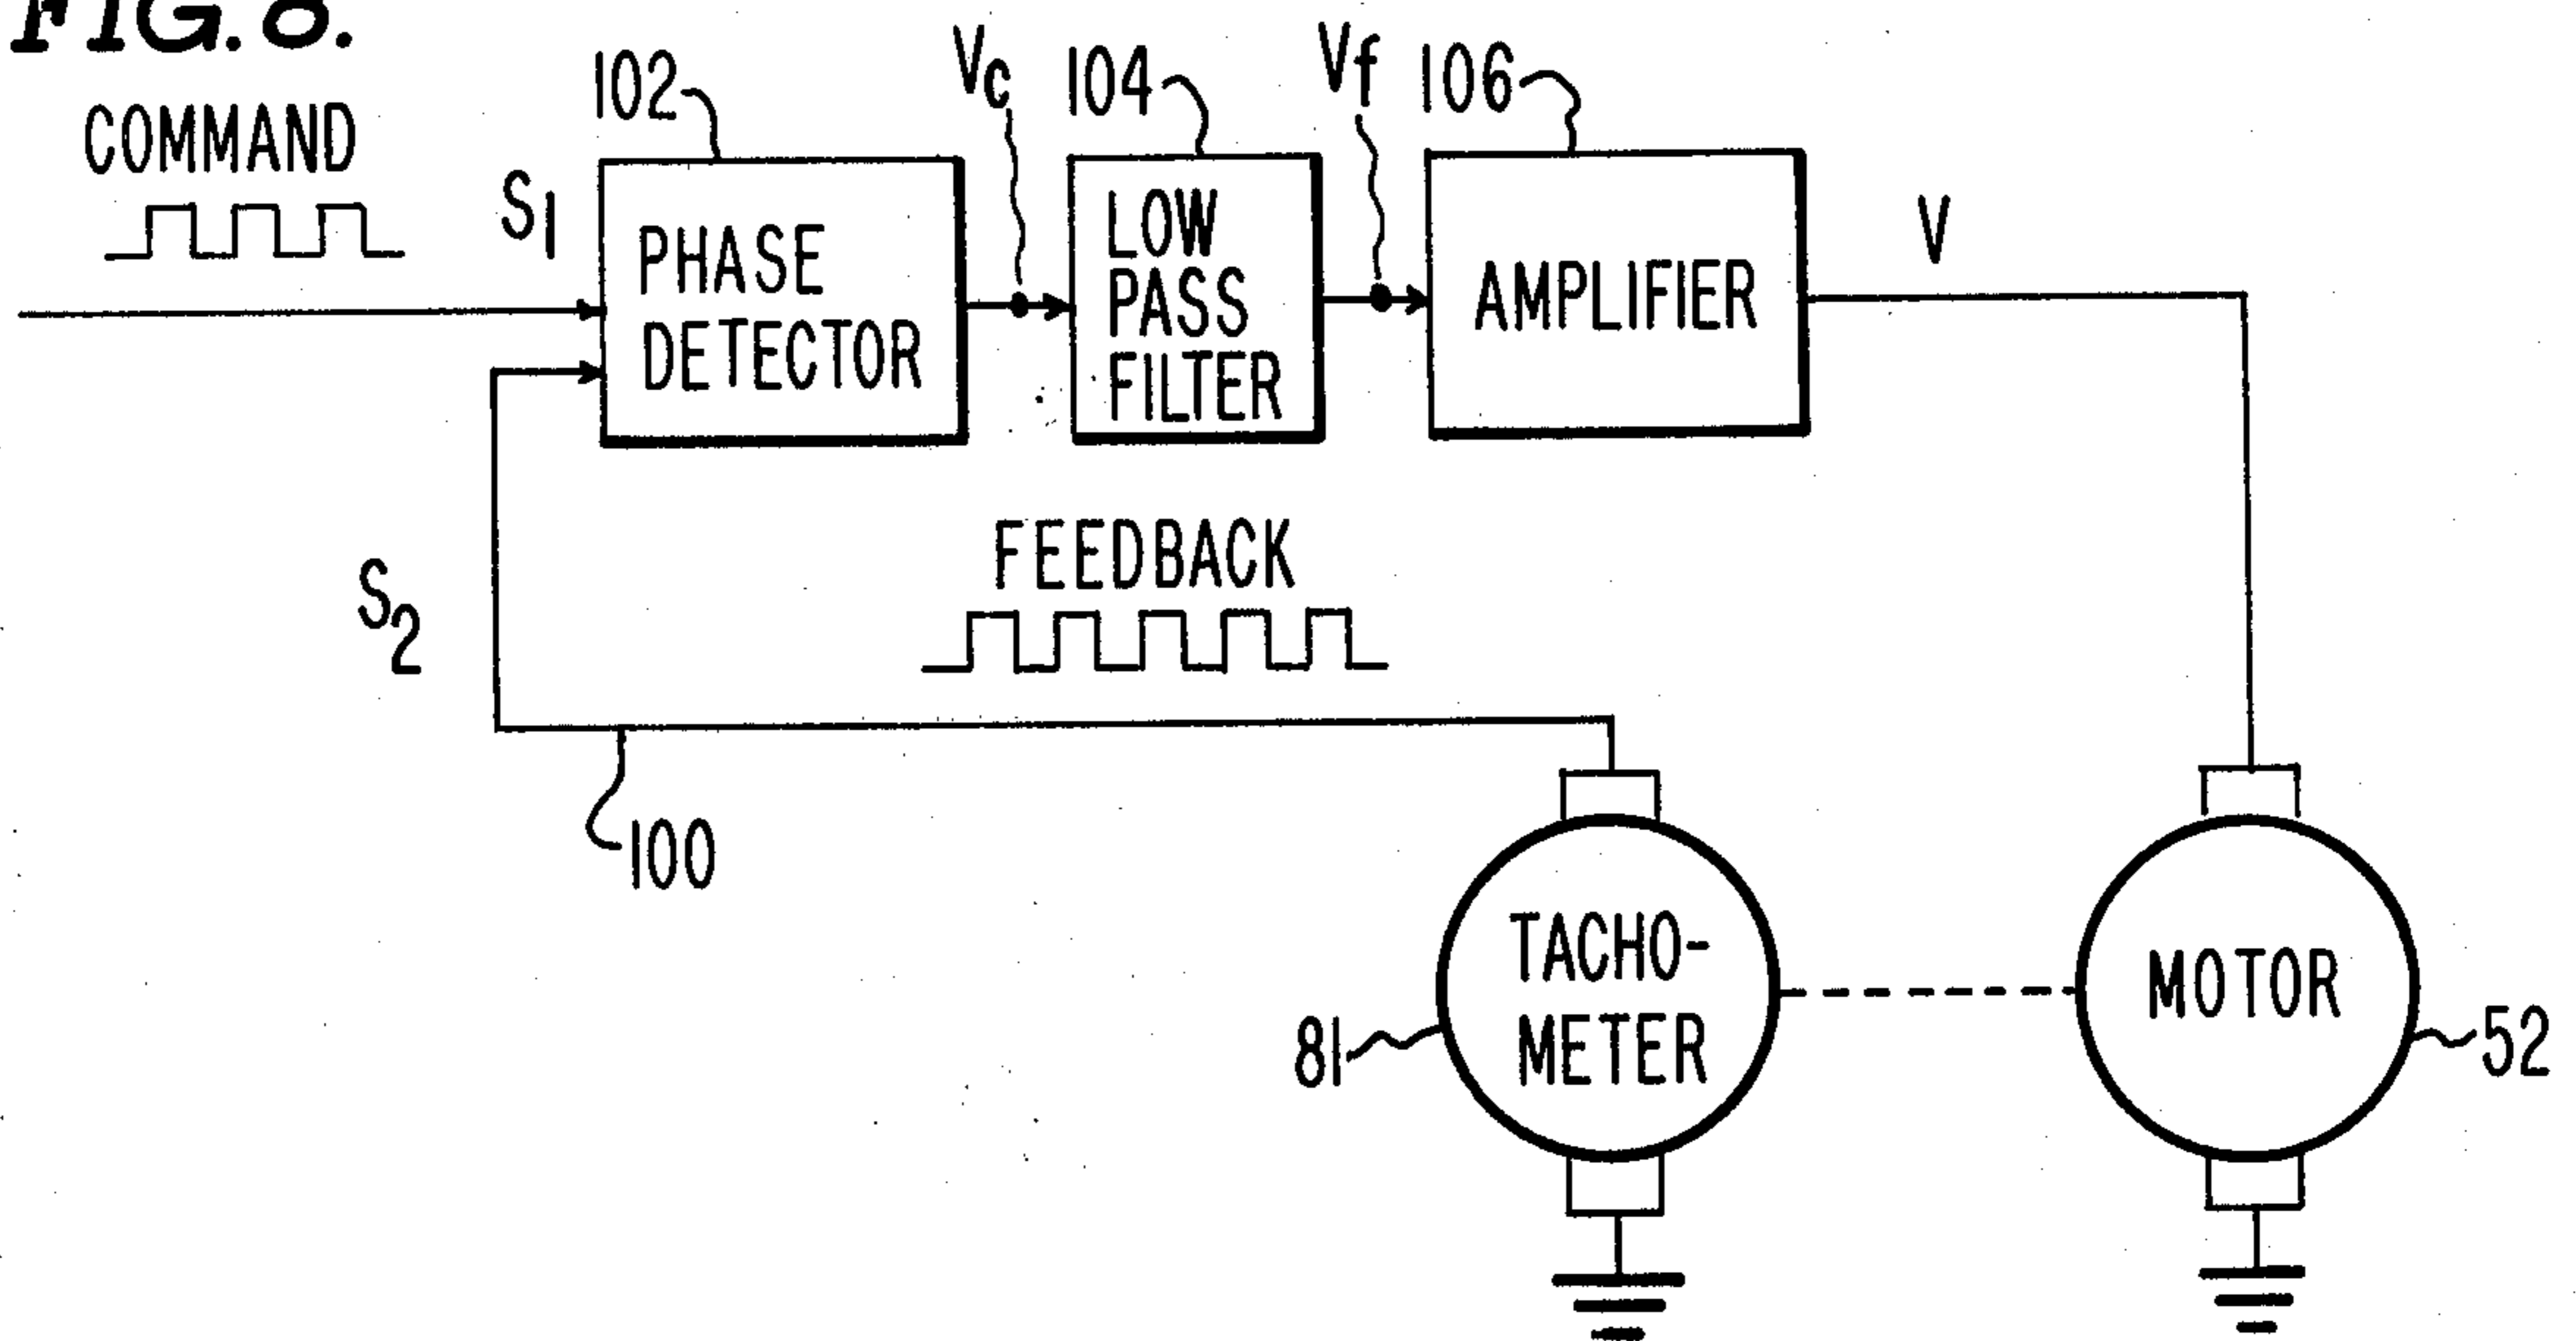 FIG. 8.
COMMAND
S1
102
PHASE
DETECTOR
Vc
104
LOW
PASS
FILTER
Vf
106
AMPLIFIER
V
S2
FEEDBACK
100
TACHO-
METER
81
MOTOR
52